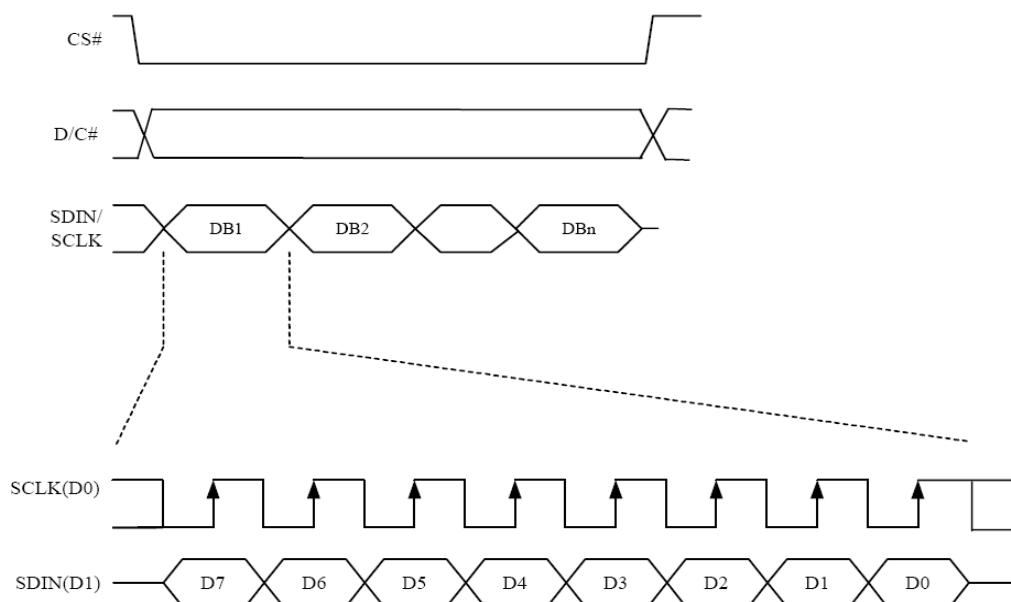 CS#
D/C#
SDIN/
SCLK
DB1 DB2 DBn
SCLK(D0)
SDIN(D1) D7 D6 D5 D4 D3 D2 D1 D0